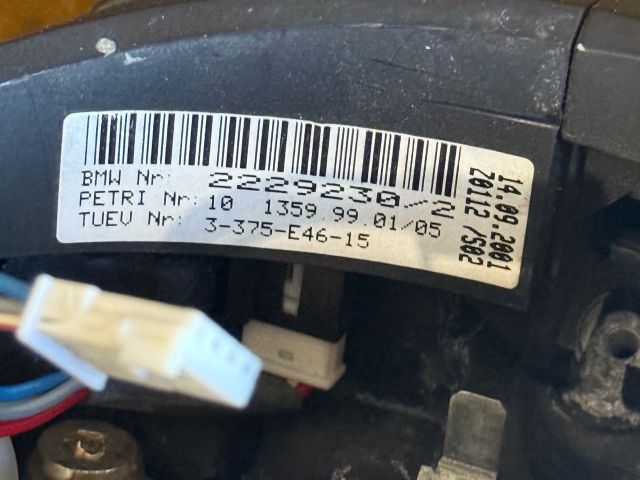 BMW Nr: 2229230/2
PETRI Nr: 10 1359.99.01/05
TUEV Nr: 3-375-E46-15
14.09.2001
Z0112 /S02